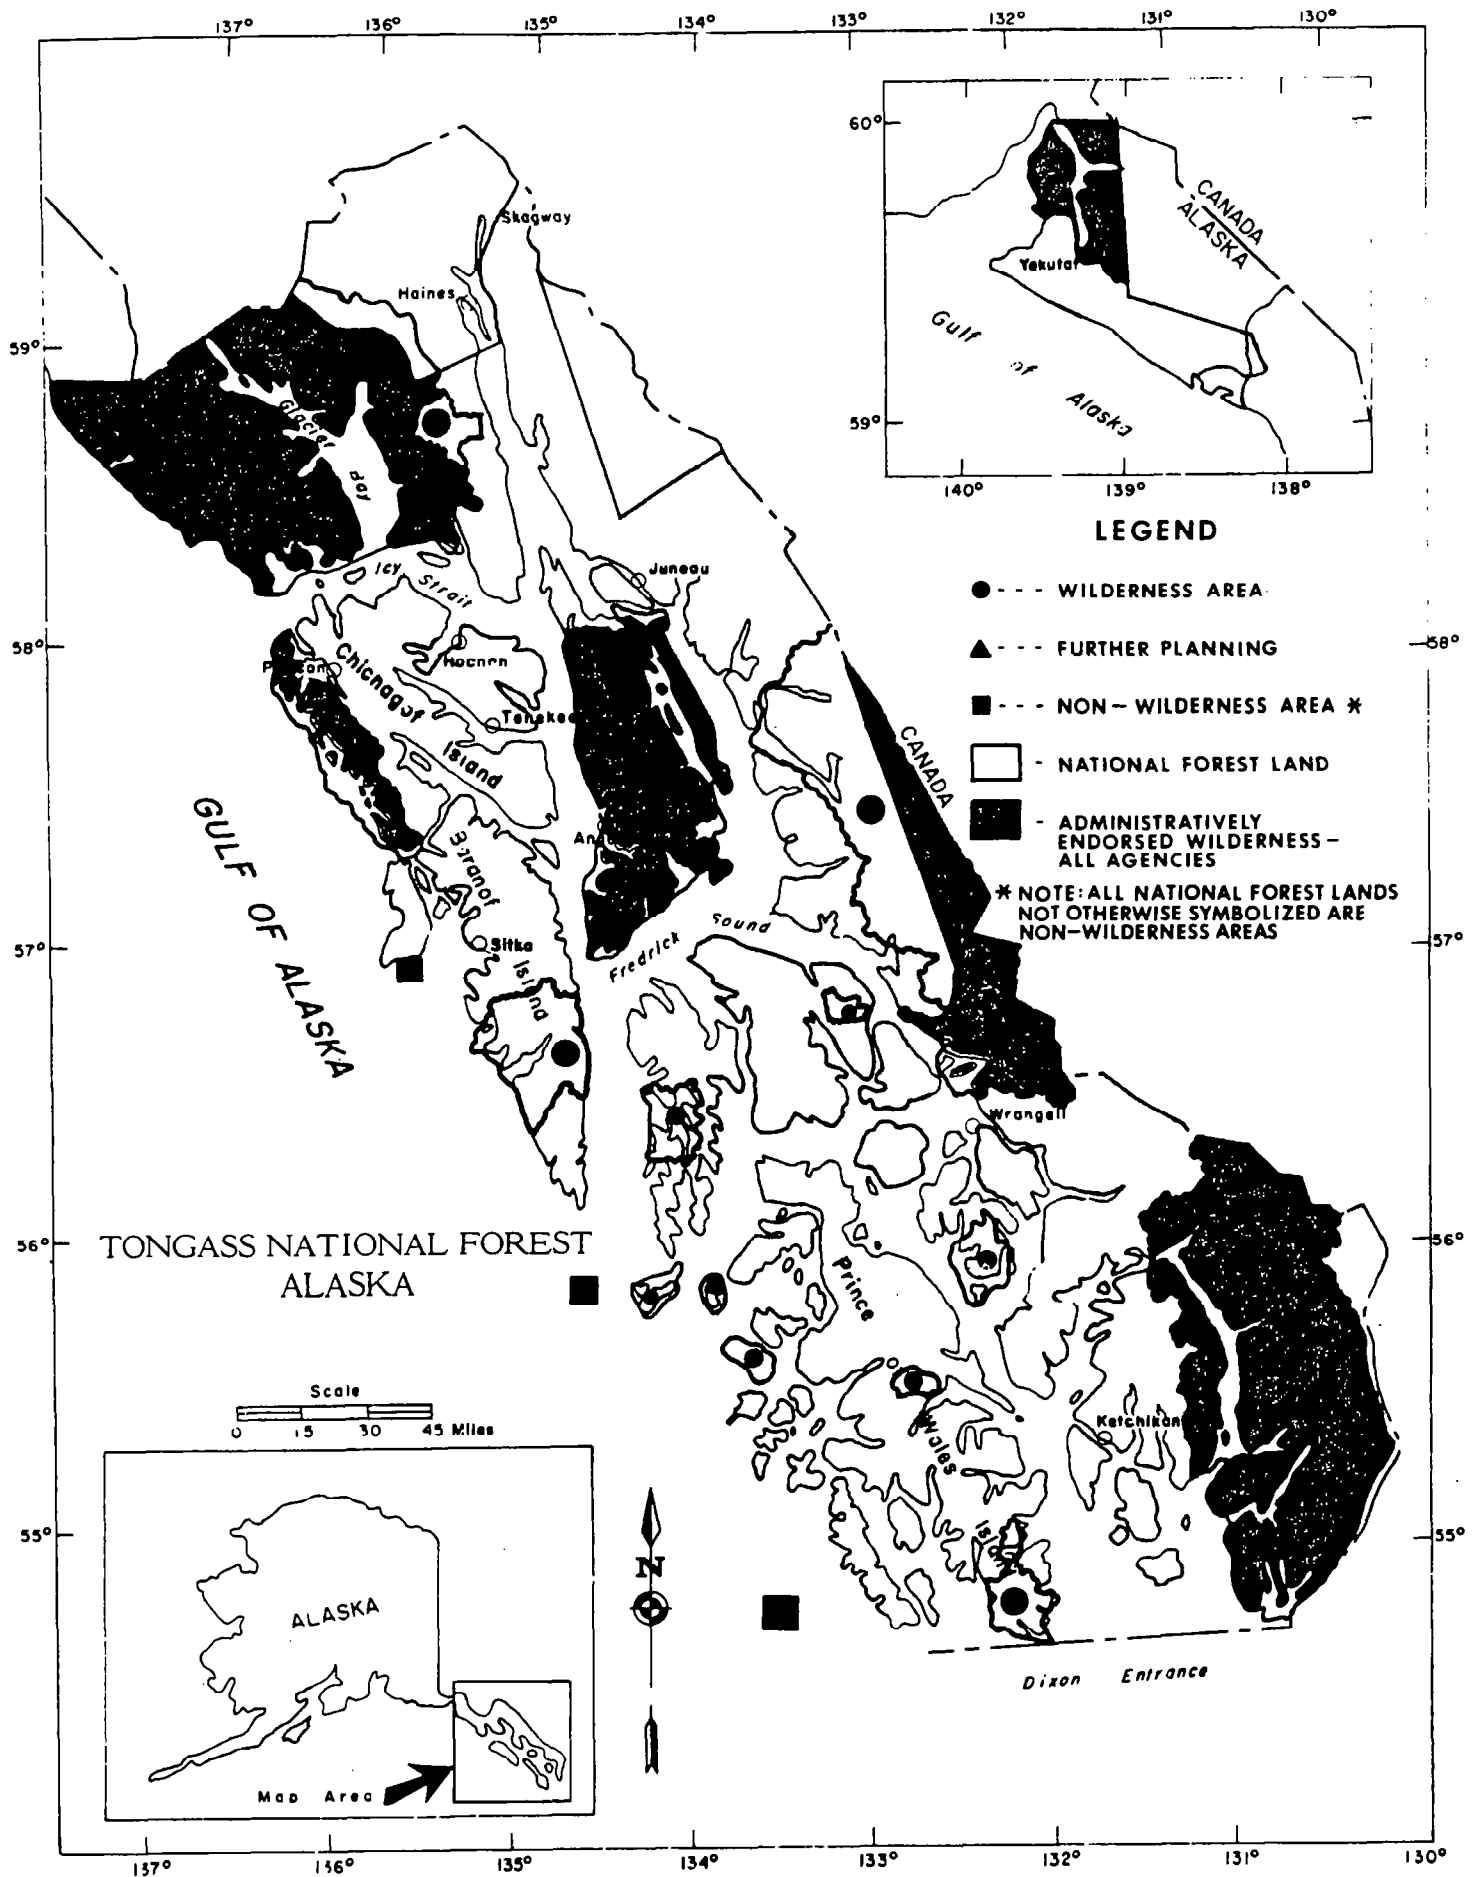 137° 136° 135° 134° 133° 132° 131° 130°
60°
CANADA
ALASKA
Skagway
Yakutat
Haines
Gulf of Alaska
59°
59°
Glacier Bay
140° 139° 138°
LEGEND
Icy Strait
Juneau
● --- WILDERNESS AREA
58°
▲ --- FURTHER PLANNING
58°
Chichagof Island
Tenakee
■ --- NON-WILDERNESS AREA *
CANADA
- NATIONAL FOREST LAND
- ADMINISTRATIVELY
ENDORSED WILDERNESS-
ALL AGENCIES
GULF OF ALASKA
Baranof Island
* NOTE: ALL NATIONAL FOREST LANDS
NOT OTHERWISE SYMBOLIZED ARE
NON-WILDERNESS AREAS
57°
Sitka
Fredrick Sound
57°
Wrangell
56°
TONGASS NATIONAL FOREST
ALASKA
56°
Prince
Wales
Scale
0 15 30 45 Miles
Ketchikan
55°
55°
N
ALASKA
Dixon Entrance
Map Area
137° 136° 135° 134° 133° 132° 131° 130°